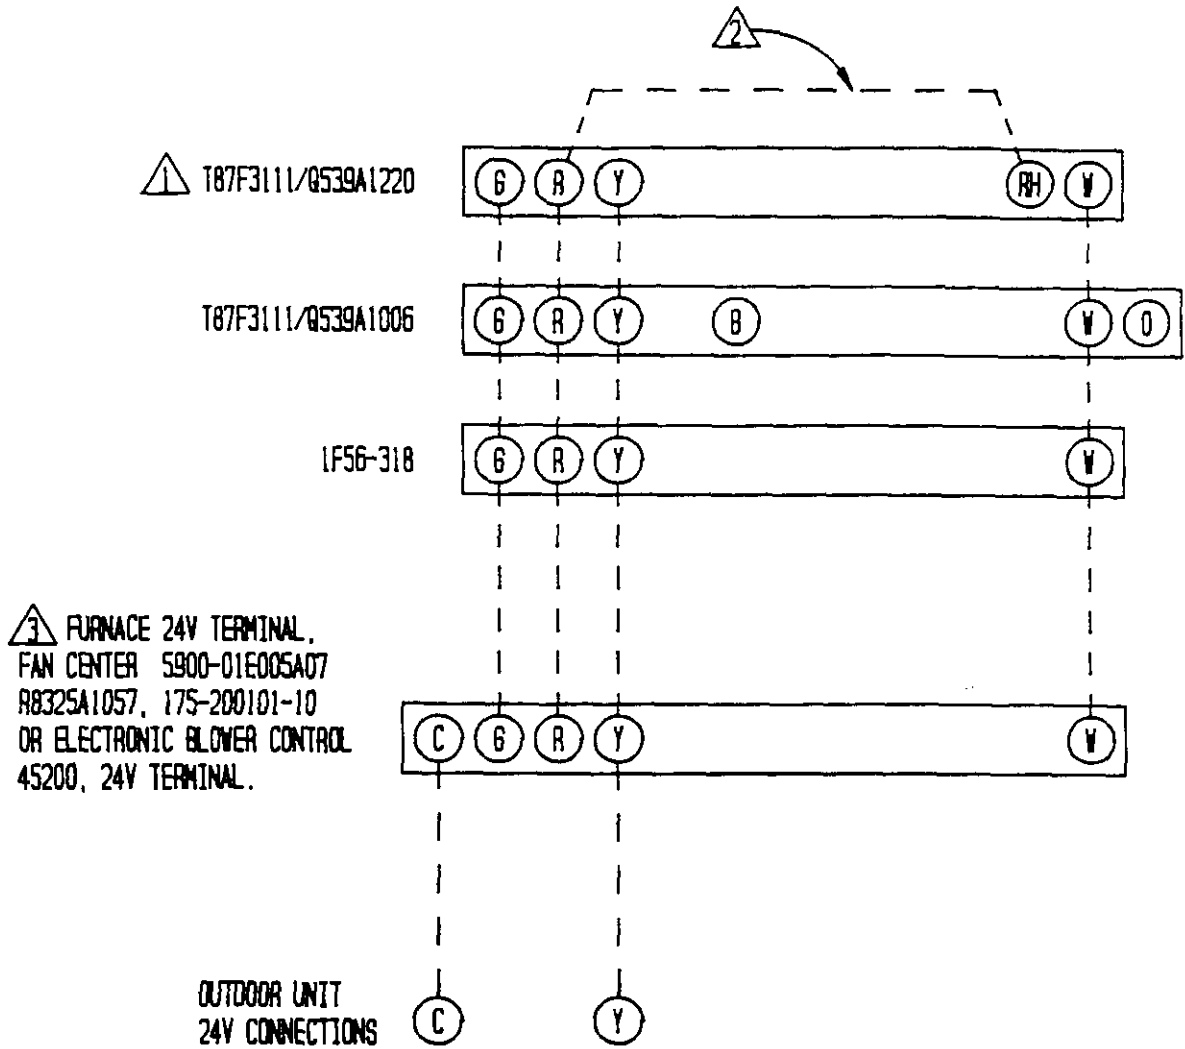 2
1 T87F3111/Q539A1220 G R Y RH W
T87F3111/Q539A1006 G R Y B W O
1F56-318 G R Y W
3 FURNACE 24V TERMINAL,
FAN CENTER 5900-01E005A07
R8325A1057, 175-200101-10
OR ELECTRONIC BLOWER CONTROL
45200, 24V TERMINAL.
C G R Y W
OUTDOOR UNIT
24V CONNECTIONS
C Y